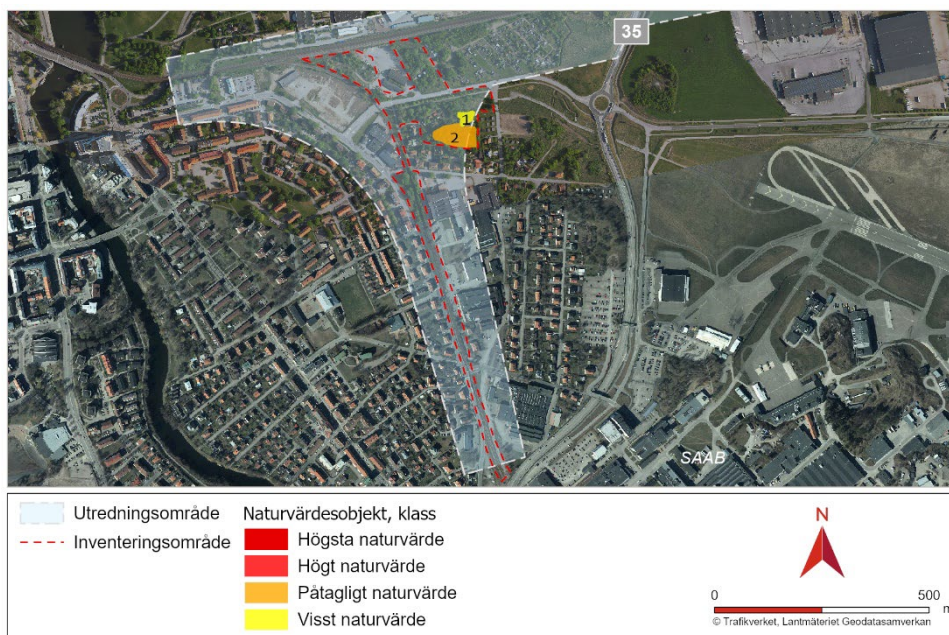 35
1
2
SAAB
Utredningsområde
Inventeringsområde
Naturvärdesobjekt, klass
Högsta naturvärde
Högt naturvärde
Påtagligt naturvärde
Visst naturvärde
N
0 500
m
© Trafikverket, Lantmäteriet Geodatasamverkan